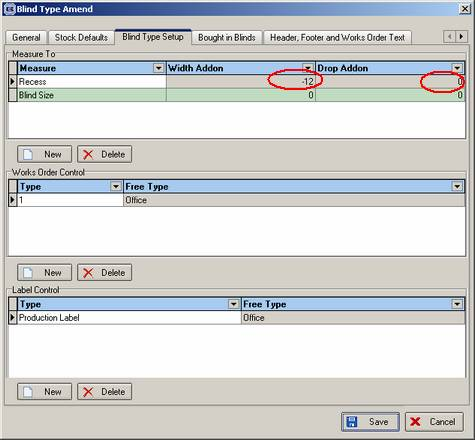 Blind Type Amend
General Stock Defaults Blind Type Setup Bought in Blinds Header, Footer and Works Order Text
Measure To
Measure Width Addon Drop Addon
Recess -12 0
Blind Size 0 0
New Delete
Works Order Control
Type Free Type
1 Office
New Delete
Label Control
Type Free Type
Production Label Office
New Delete
Save Cancel